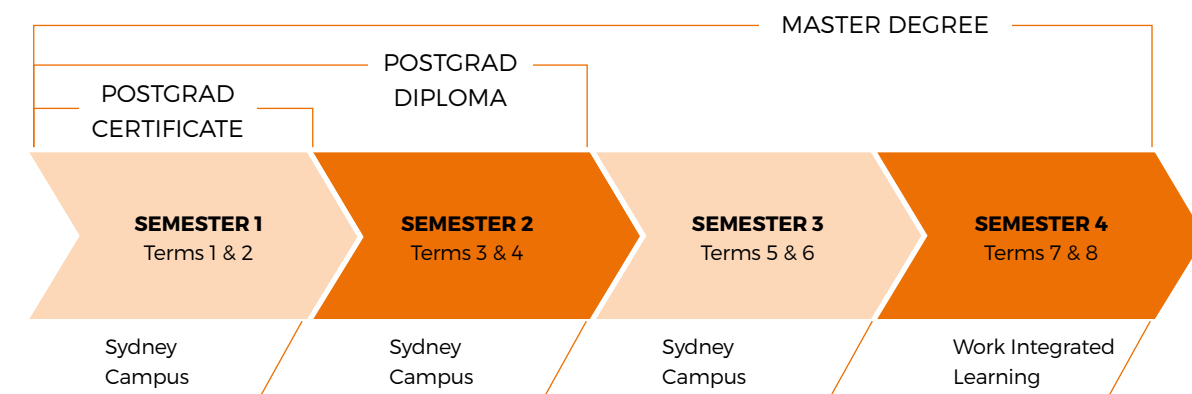 MASTER DEGREE
POSTGRAD
DIPLOMA
POSTGRAD
CERTIFICATE
SEMESTER 1
Terms 1 & 2
SEMESTER 2
Terms 3 & 4
SEMESTER 3
Terms 5 & 6
SEMESTER 4
Terms 7 & 8
Sydney
Campus
Sydney
Campus
Sydney
Campus
Work Integrated
Learning